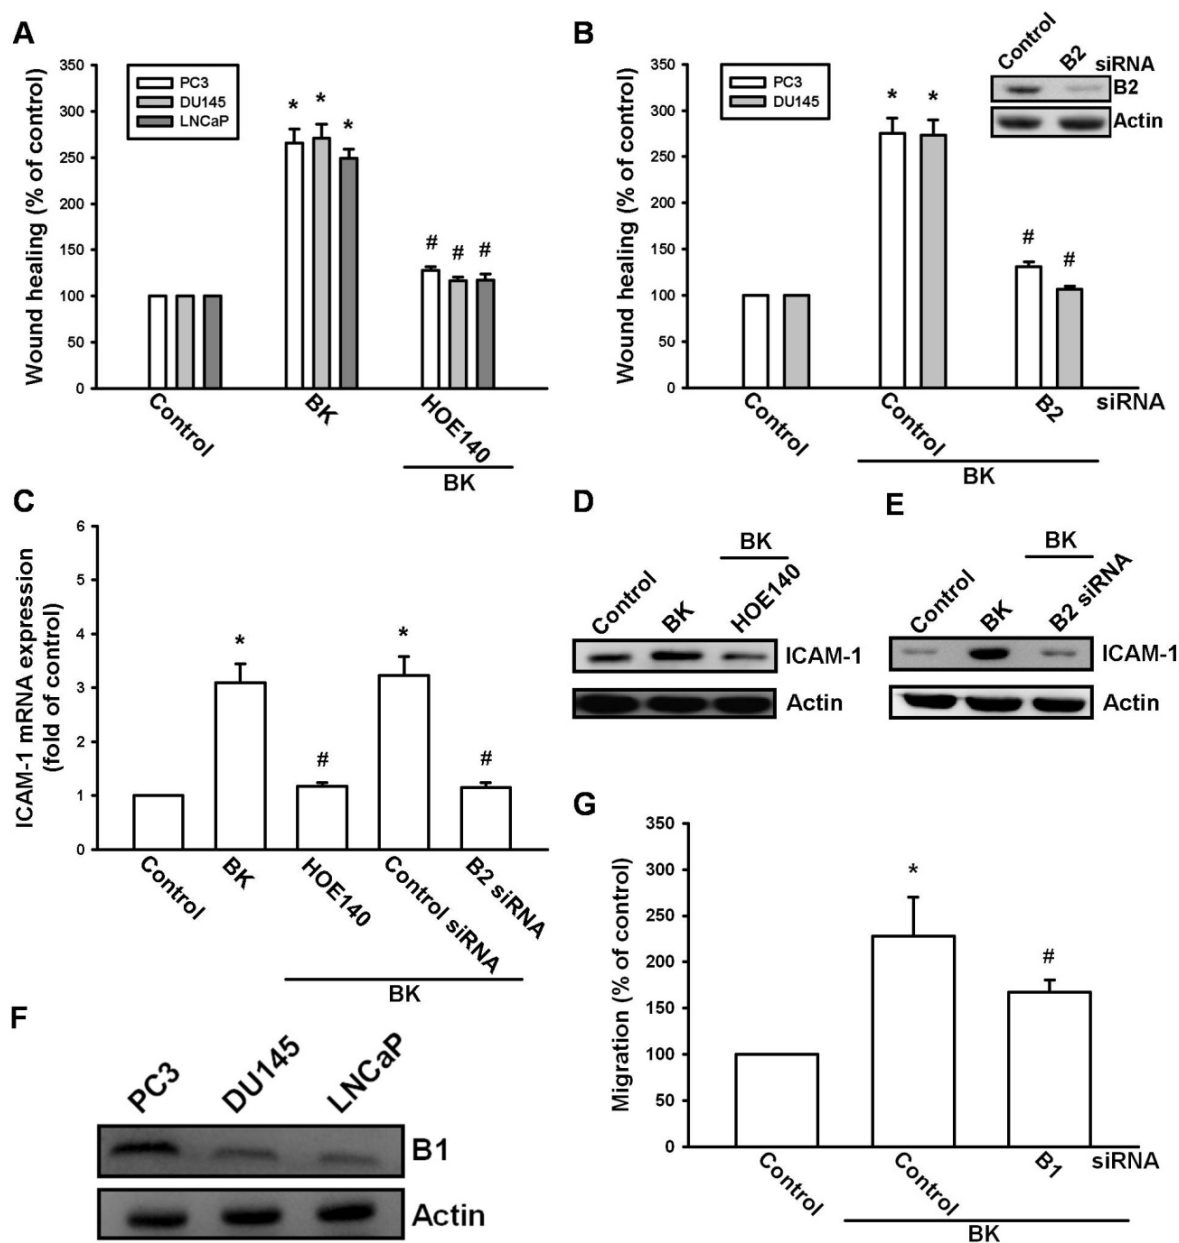 A
Wound healing (% of control)
350
300
250
200
150
100
50
0
PC3
DU145
LNCaP
* * *
# # #
Control
BK
HOE140
BK
B
Wound healing (% of control)
350
300
250
200
150
100
50
0
PC3
DU145
* *
# #
Control
B2
siRNA
B2
Actin
Control
Control
B2
siRNA
BK
C
ICAM-1 mRNA expression
(fold of control)
6
5
4
3
2
1
0
*
#
*
#
Control
BK
HOE140
Control siRNA
B2 siRNA
BK
D
BK
Control
BK
HOE140
ICAM-1
Actin
E
BK
Control
BK
B2 siRNA
ICAM-1
Actin
F
PC3
DU145
LNCaP
B1
Actin
G
Migration (% of control)
350
300
250
200
150
100
50
0
*
#
Control
Control
B1
siRNA
BK